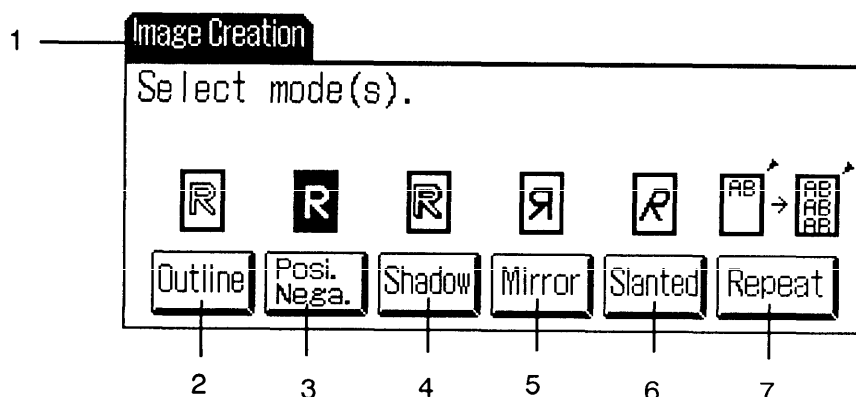 1
Image Creation
Select mode(s).
R R R Я R AB → AB
AB
AB
Outline Posi. Nega. Shadow Mirror Slanted Repeat
2 3 4 5 6 7